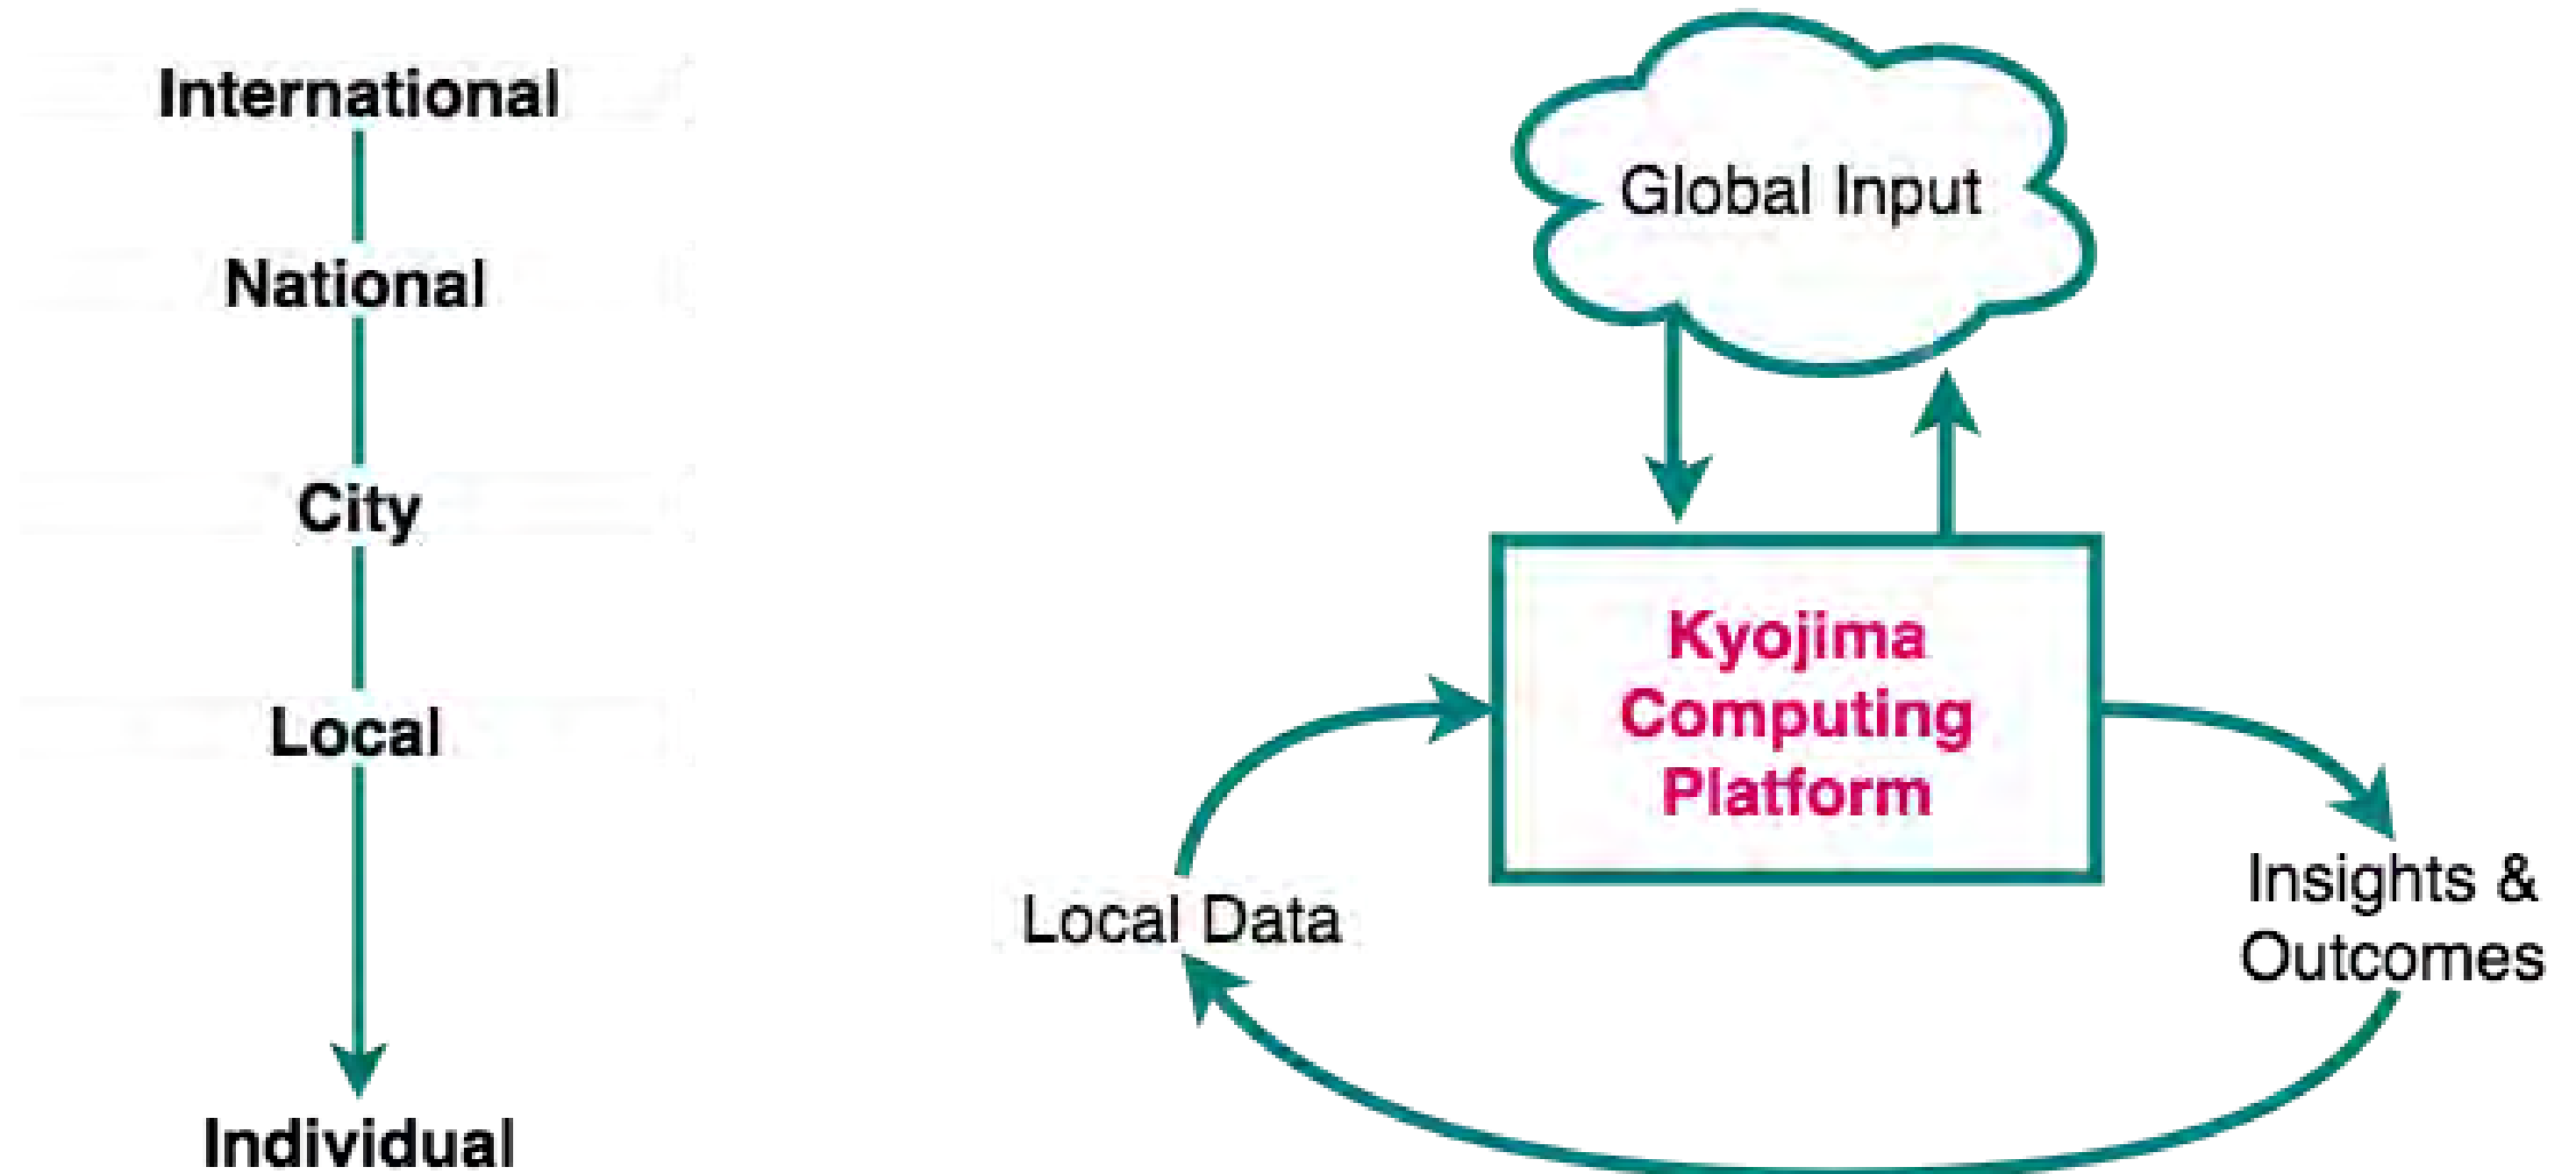 International
National
City
Local
Individual
Global Input
Kyojima
Computing
Platform
Local Data
Insights &
Outcomes